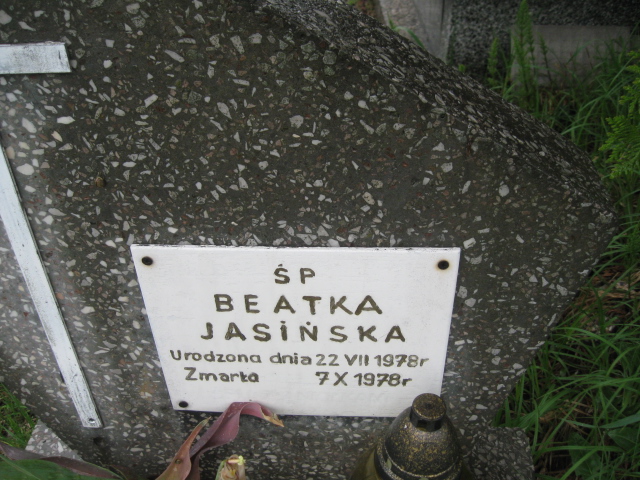 ŚP
BEATKA
JASIŃSKA
Urodzona dnia 22 VII 1978r
Zmarła 7 X 1978r